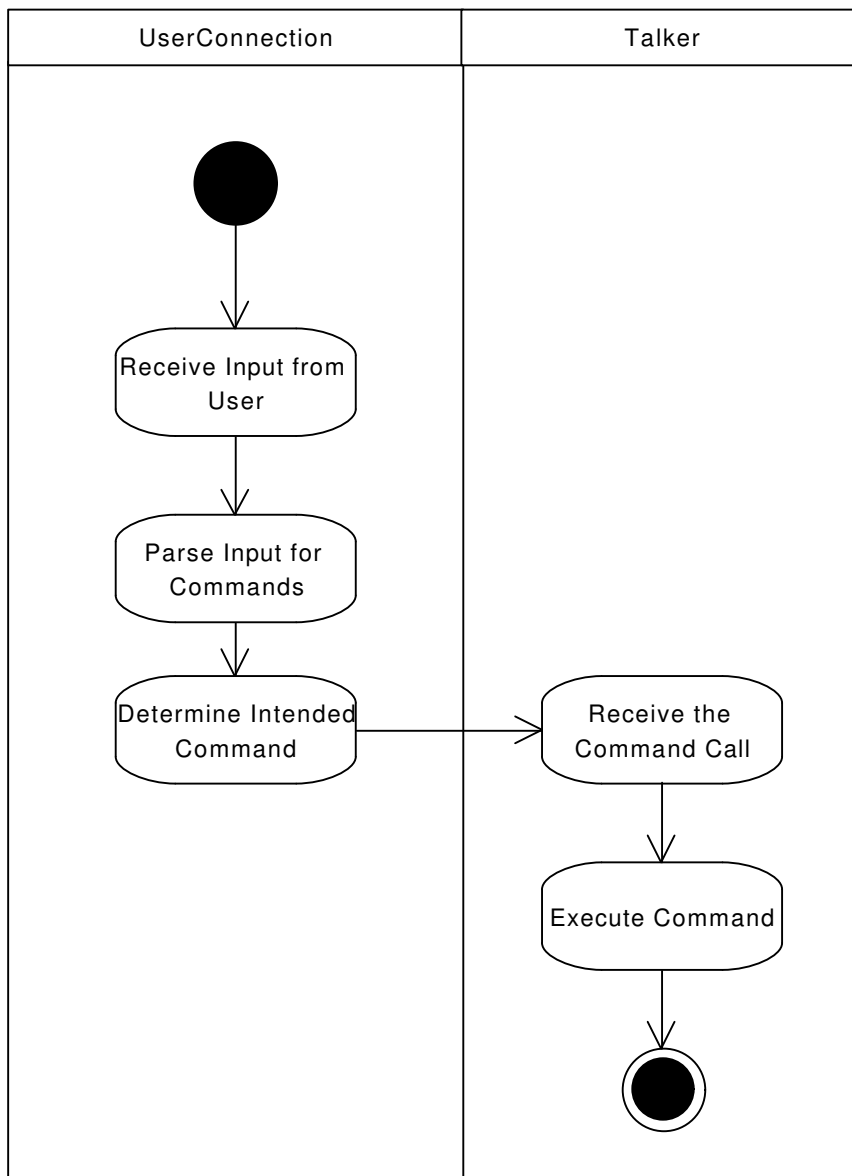 UserConnection
Talker
Receive Input from
User
Parse Input for
Commands
Determine Intended
Command
Receive the
Command Call
Execute Command